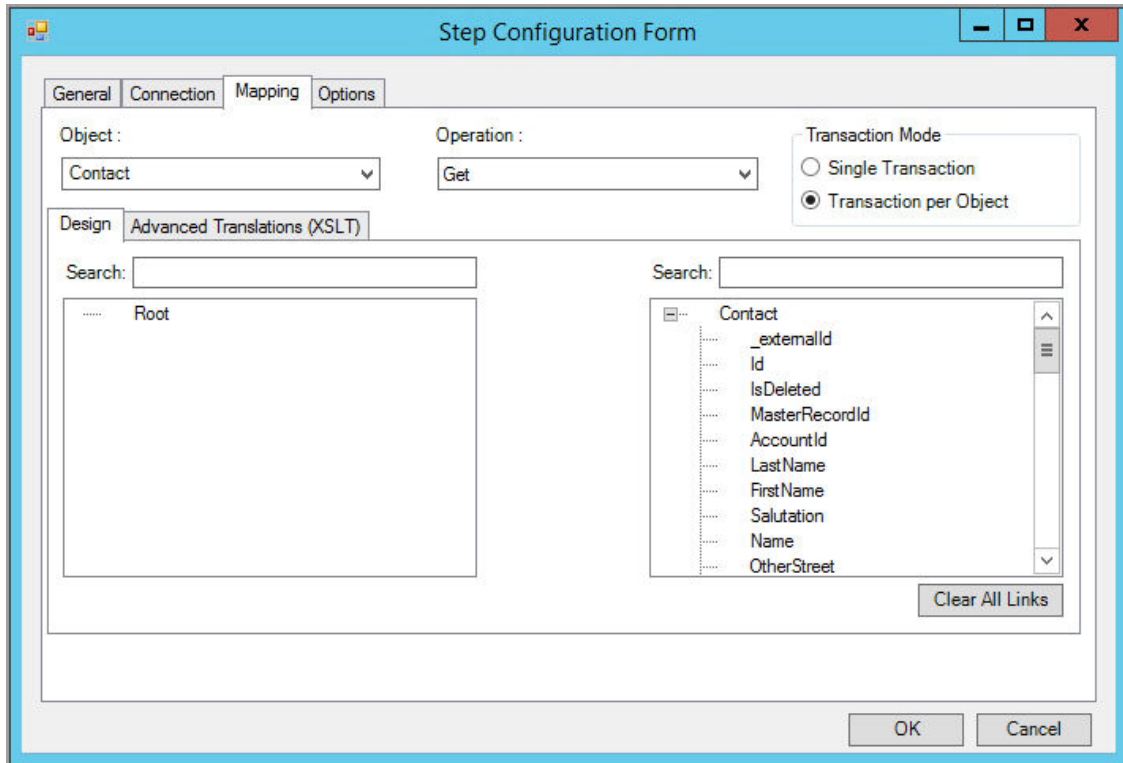 Step Configuration Form
General Connection Mapping Options
Object : Operation : Transaction Mode
Contact Get Single Transaction
Transaction per Object
Design Advanced Translations (XSLT)
Search: Search:
Root Contact
_externalId
Id
IsDeleted
MasterRecordId
AccountId
LastName
FirstName
Salutation
Name
OtherStreet
Clear All Links
OK Cancel